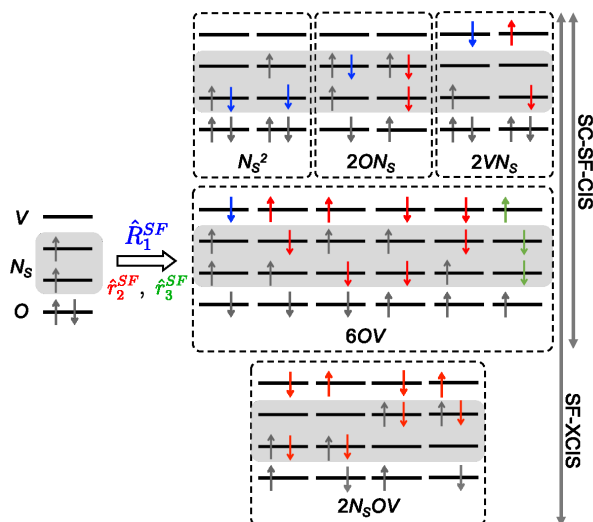 N_S^2
2ON_S
2VN_S
SC-SF-CIS
V
N_S
O
R̂_1^{SF}
r̂_2^{SF}, r̂_3^{SF}
6OV
2N_SOV
SF-XCIS